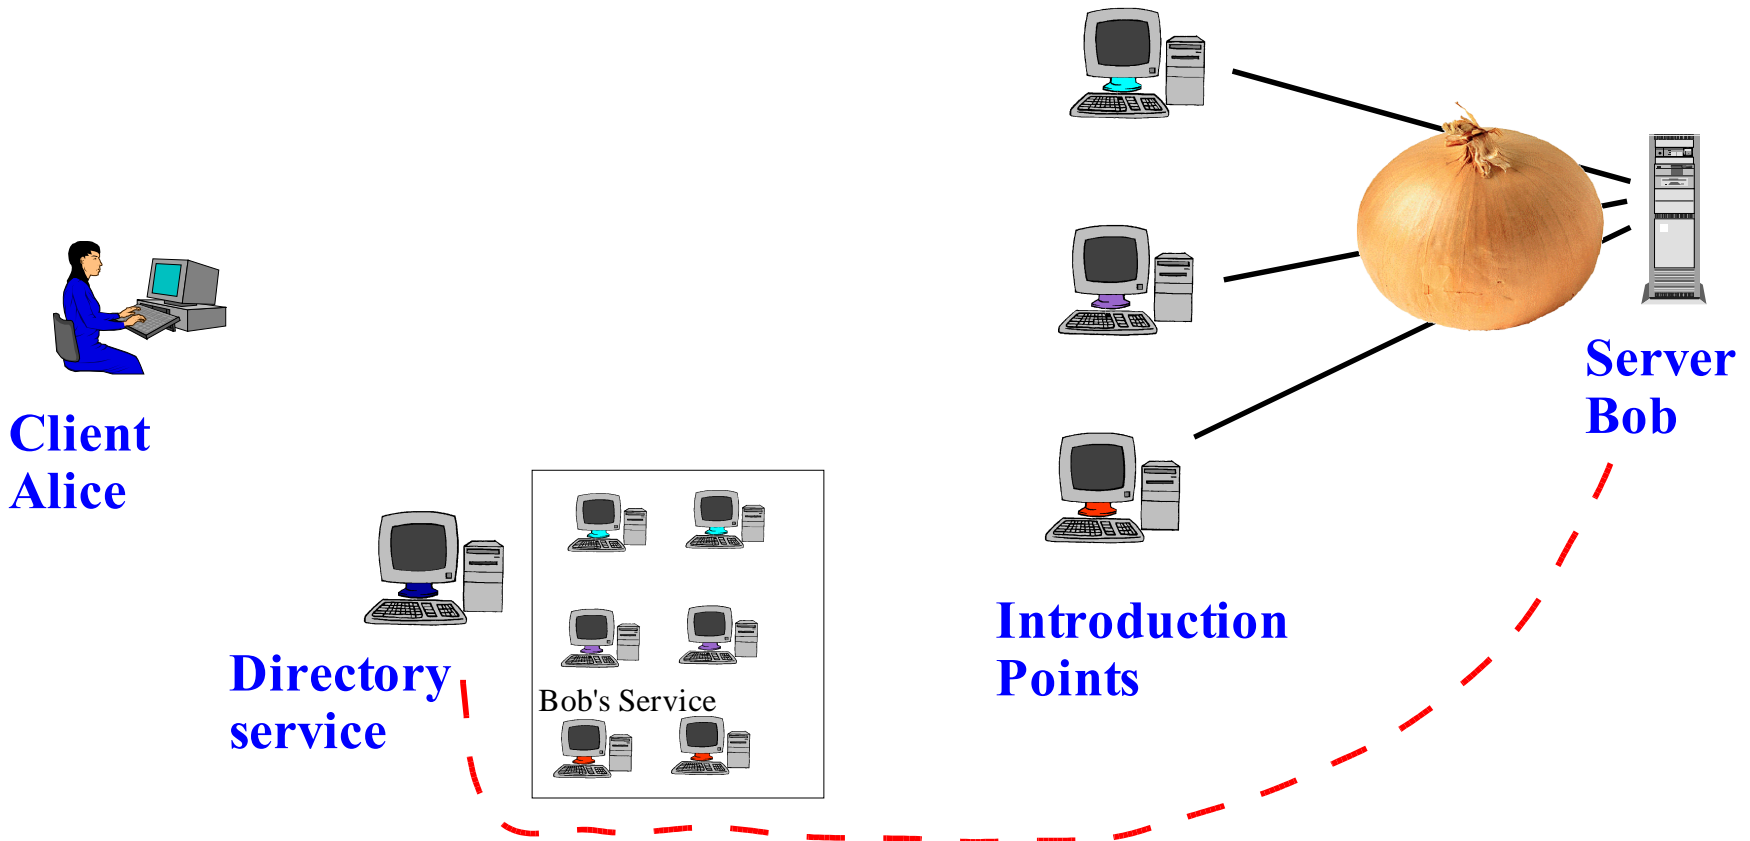 Client
Alice
Server
Bob
Directory
service
Bob's Service
Introduction
Points